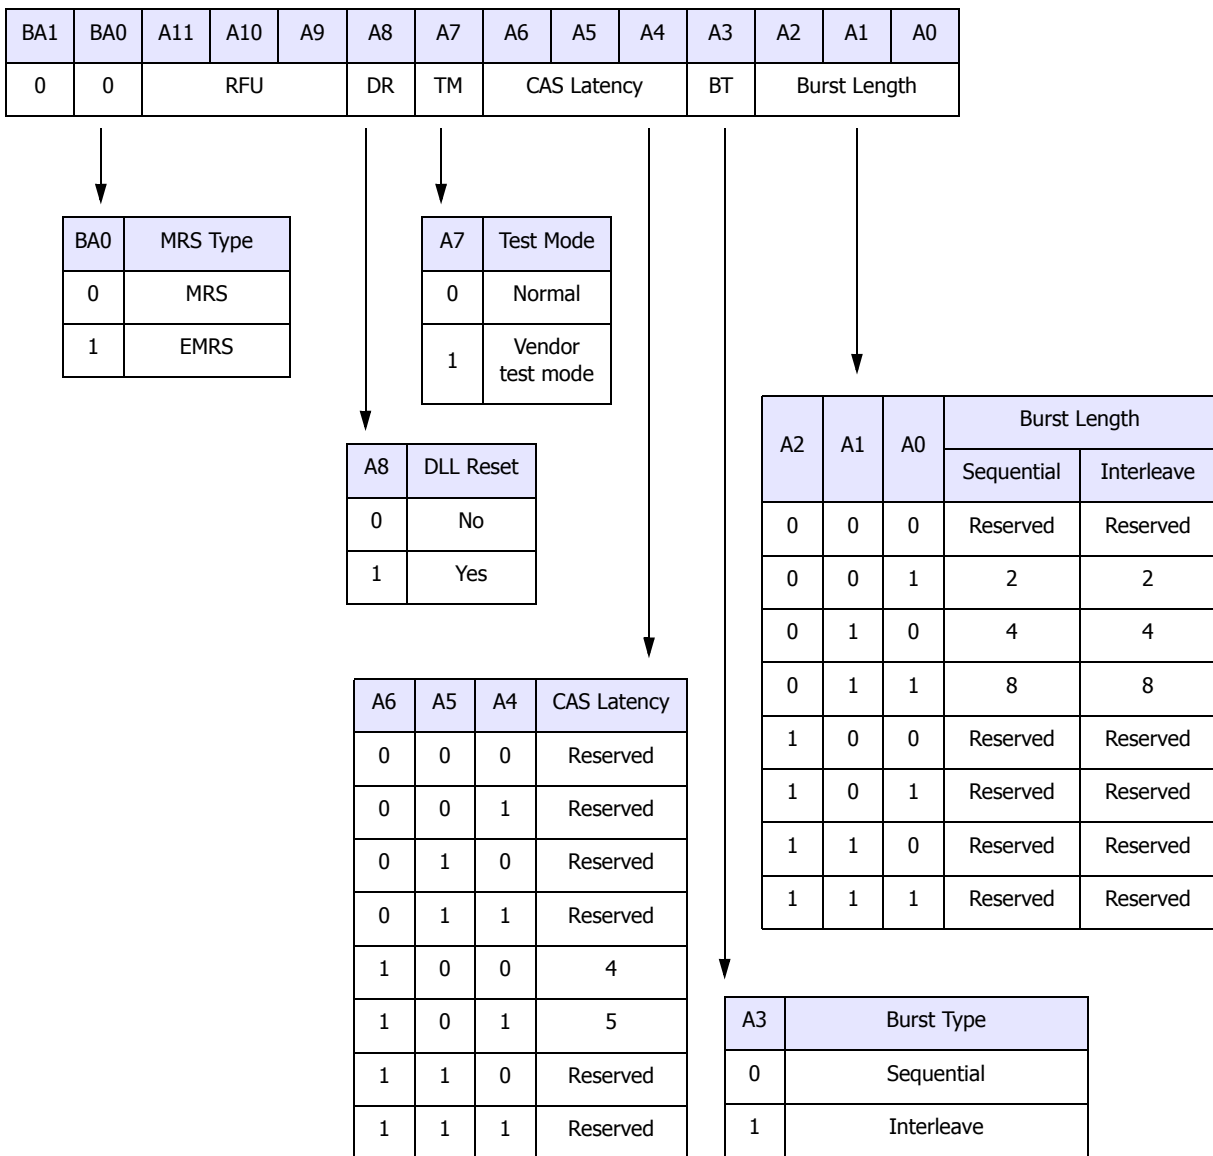 BA1 BA0 A11 A10 A9 A8 A7 A6 A5 A4 A3 A2 A1 A0
0 0 RFU DR TM CAS Latency BT Burst Length
BA0 MRS Type
0 MRS
1 EMRS
A7 Test Mode
0 Normal
1 Vendor
test mode
A8 DLL Reset
0 No
1 Yes
A2 A1 A0 Burst Length
Sequential Interleave
0 0 0 Reserved Reserved
0 0 1 2 2
0 1 0 4 4
0 1 1 8 8
1 0 0 Reserved Reserved
1 0 1 Reserved Reserved
1 1 0 Reserved Reserved
1 1 1 Reserved Reserved
A6 A5 A4 CAS Latency
0 0 0 Reserved
0 0 1 Reserved
0 1 0 Reserved
0 1 1 Reserved
1 0 0 4
1 0 1 5
1 1 0 Reserved
1 1 1 Reserved
A3 Burst Type
0 Sequential
1 Interleave